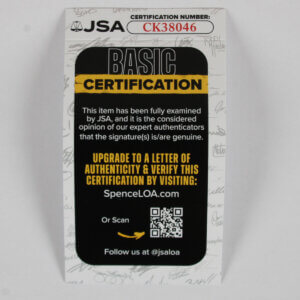 JSA
CERTIFICATION NUMBER:
CK38046
BASIC
CERTIFICATION
This item has been fully examined
by JSA, and it is the considered
opinion of our expert authenticators
that the signature(s) is/are genuine.
UPGRADE TO A LETTER OF
AUTHENTICITY & VERIFY THIS
CERTIFICATION BY VISITING:
SpenceLOA.com
Or Scan
Follow us at @jsaloa